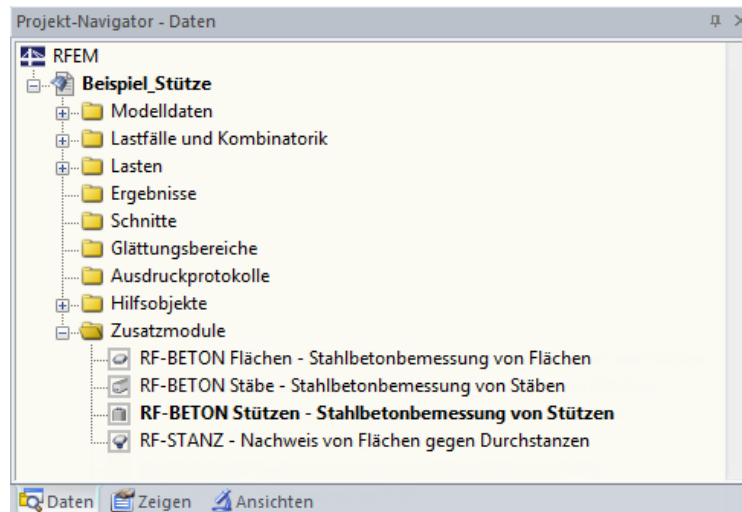 Projekt-Navigator - Daten
RFEM
Beispiel_Stütze
Modelldaten
Lastfälle und Kombinatorik
Lasten
Ergebnisse
Schnitte
Glättungsbereiche
Ausdruckprotokolle
Hilfsobjekte
Zusatzmodule
RF-BETON Flächen - Stahlbetonbemessung von Flächen
RF-BETON Stäbe - Stahlbetonbemessung von Stäben
RF-BETON Stützen - Stahlbetonbemessung von Stützen
RF-STANZ - Nachweis von Flächen gegen Durchstanzen
Daten Zeigen Ansichten